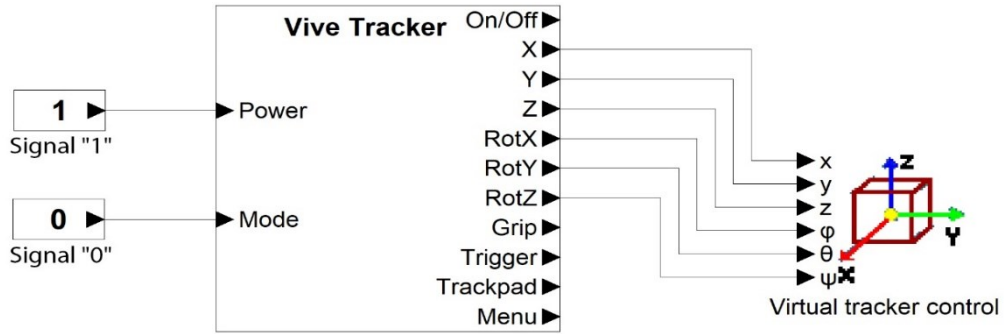 Vive Tracker
On/Off
X
Y
Z
RotX
RotY
RotZ
Grip
Trigger
Trackpad
Menu
1
Signal "1"
Power
0
Signal "0"
Mode
x
y
z
φ
θ
ψ
Z
Y
X
Virtual tracker control